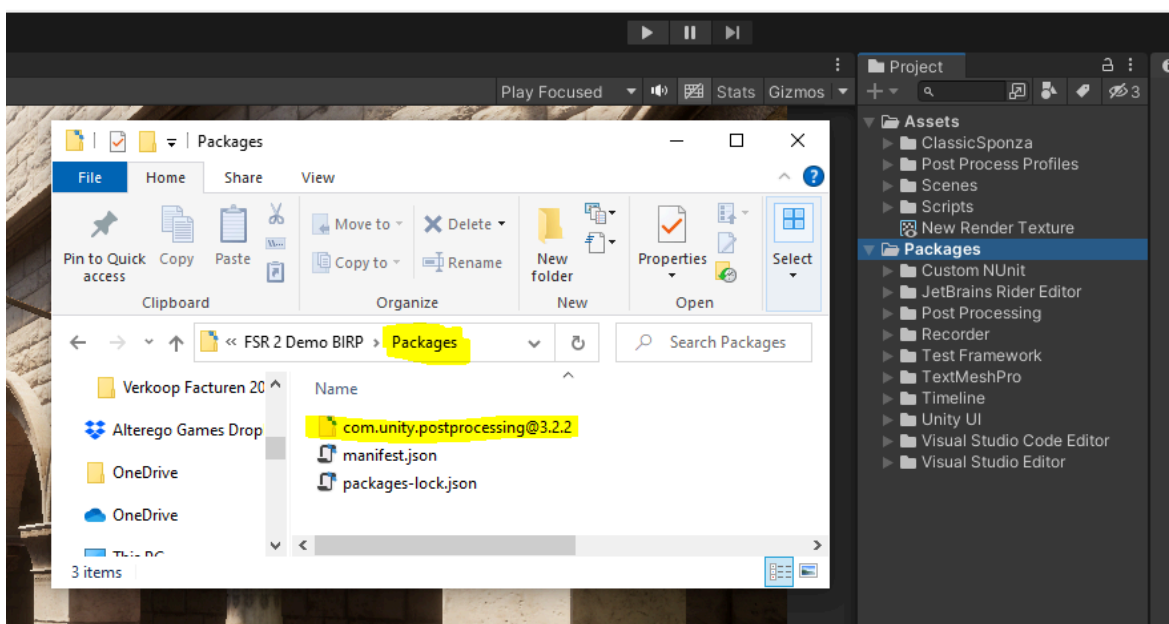 Play Focused Stats Gizmos
Project
3
Assets
ClassicSponza
Post Process Profiles
Scenes
Scripts
New Render Texture
Packages
Custom NUnit
JetBrains Rider Editor
Post Processing
Recorder
Test Framework
TextMeshPro
Timeline
Unity UI
Visual Studio Code Editor
Visual Studio Editor
Packages
File Home Share View
Pin to Quick
access
Copy
Paste
Clipboard
Move to
Copy to
Delete
Rename
Organize
New
folder
New
Properties
Open
Select
« FSR 2 Demo BIRP › Packages
Search Packages
Verkoop Facturen 20
Alterego Games Drop
OneDrive
OneDrive
This PC
Name
com.unity.postprocessing@3.2.2
manifest.json
packages-lock.json
3 items